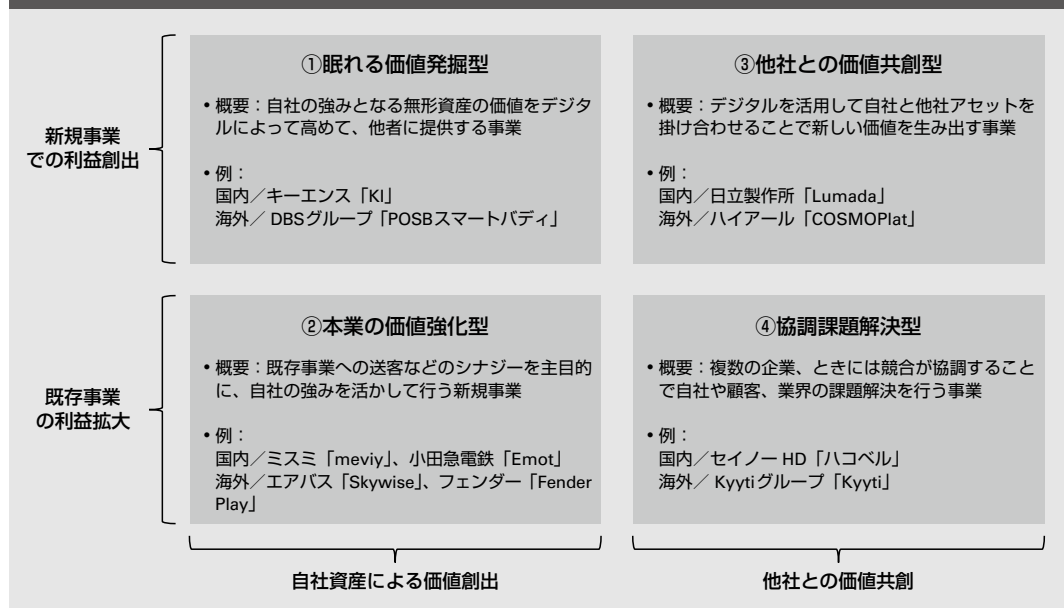 新規事業
での利益創出
①眠れる価値発掘型
•概要：自社の強みとなる無形資産の価値をデジタ
ルによって高めて、他者に提供する事業
•例：
国内／キーエンス「KI」
海外／DBSグループ「POSBスマートバディ」
③他社との価値共創型
•概要：デジタルを活用して自社と他社アセットを
掛け合わせることで新しい価値を生み出す事業
•例：
国内／日立製作所「Lumada」
海外／ハイアール「COSMOPlat」
既存事業
の利益拡大
②本業の価値強化型
•概要：既存事業への送客などのシナジーを主目的
に、自社の強みを活かして行う新規事業
•例：
国内／ミスミ「meviy」、小田急電鉄「Emot」
海外／エアバス「Skywise」、フェンダー「Fender
Play」
④協調課題解決型
•概要：複数の企業、ときには競合が協調すること
で自社や顧客、業界の課題解決を行う事業
•例：
国内／セイノーHD「ハコベル」
海外／Kyytiグループ「Kyyti」
自社資産による価値創出
他社との価値共創